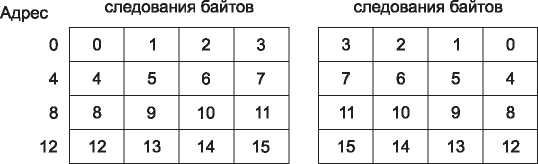 следования байтов следования байтов
Адрес
0 0 1 2 3 3 2 1 0
4 4 5 6 7 7 6 5 4
8 8 9 10 11 11 10 9 8
12 12 13 14 15 15 14 13 12